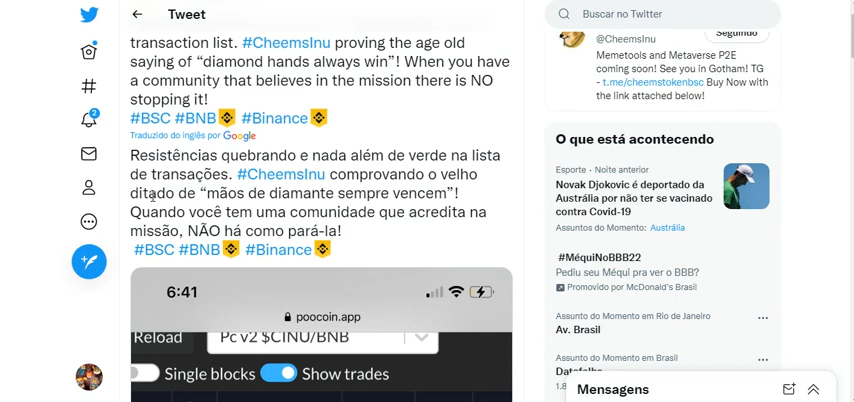 Tweet
transaction list. #CheemsInu proving the age old
saying of “diamond hands always win”! When you have
a community that believes in the mission there is NO
stopping it!
#BSC #BNB #Binance
Traduzido do inglês por Google
Resistências quebrando e nada além de verde na lista
de transações. #CheemsInu comprovando o velho
ditado de “mãos de diamante sempre vencem”!
Quando você tem uma comunidade que acredita na
missão, NÃO há como pará-la!
#BSC #BNB #Binance
6:41
poocoin.app
Reload
Pc v2 $CINU/BNB
Single blocks
Show trades
2
Buscar no Twitter
@CheemsInu
Seguindo
Memetools and Metaverse P2E
coming soon! See you in Gotham! TG
- t.me/cheemstokenbsc Buy Now with
the link attached below!
O que está acontecendo
Esporte · Noite anterior
Novak Djokovic é deportado da
Austrália por não ter se vacinado
contra Covid-19
Assuntos do Momento: Austrália
#MéquiNoBBB22
Pediu seu Méqui pra ver o BBB?
Promovido por McDonald's Brasil
Assunto do Momento em Rio de Janeiro
Av. Brasil
Assunto do Momento em Brasil
Datafolha
1.8
Mensagens